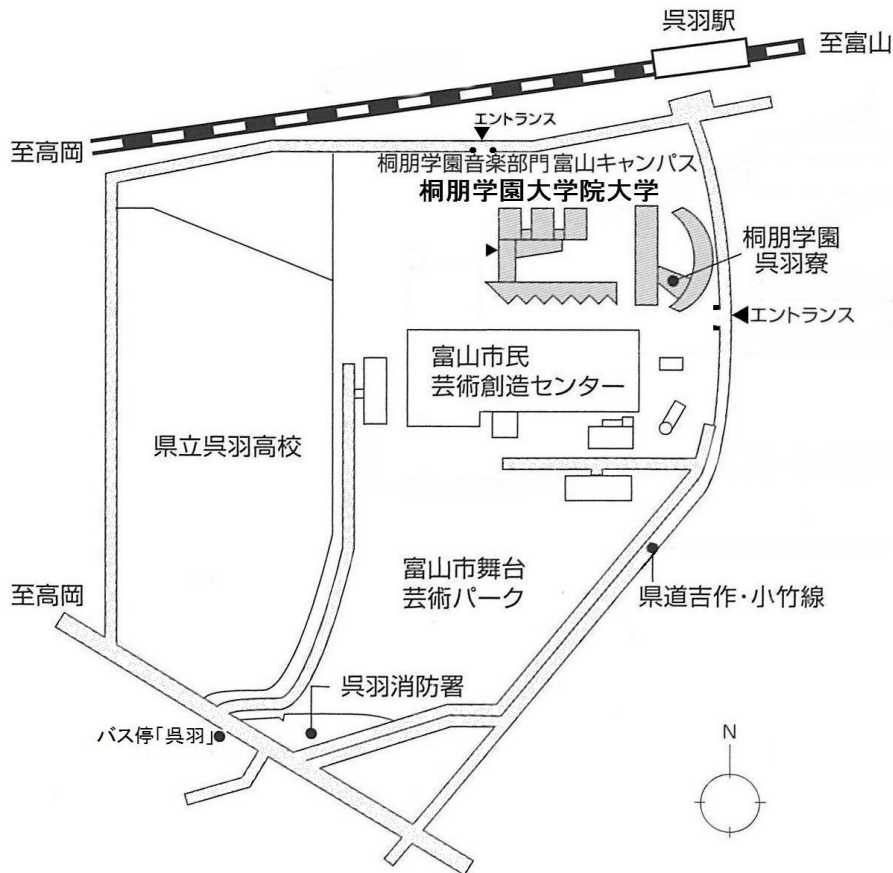 呉羽駅
至富山
至高岡
エントランス
桐朋学園音楽部門富山キャンパス
桐朋学園大学院大学
桐朋学園
呉羽寮
エントランス
富山市民
芸術創造センター
県立呉羽高校
富山市舞台
芸術パーク
至高岡
県道吉作・小竹線
呉羽消防署
バス停「呉羽」
N